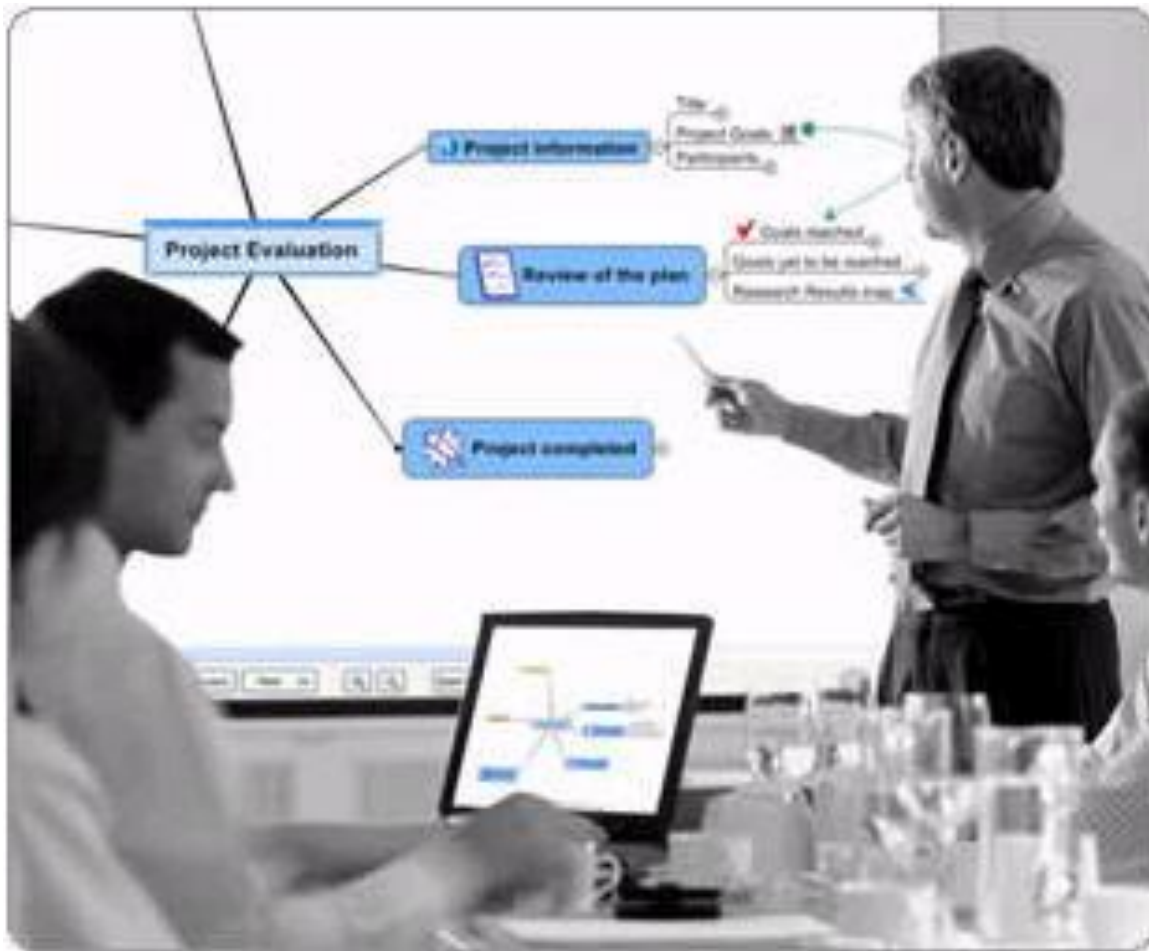 Title
Project Information
Project Goals
Participants
Project Evaluation
Goals reached
Review of the plan
Goals yet to be reached
Research Results map
Project completed